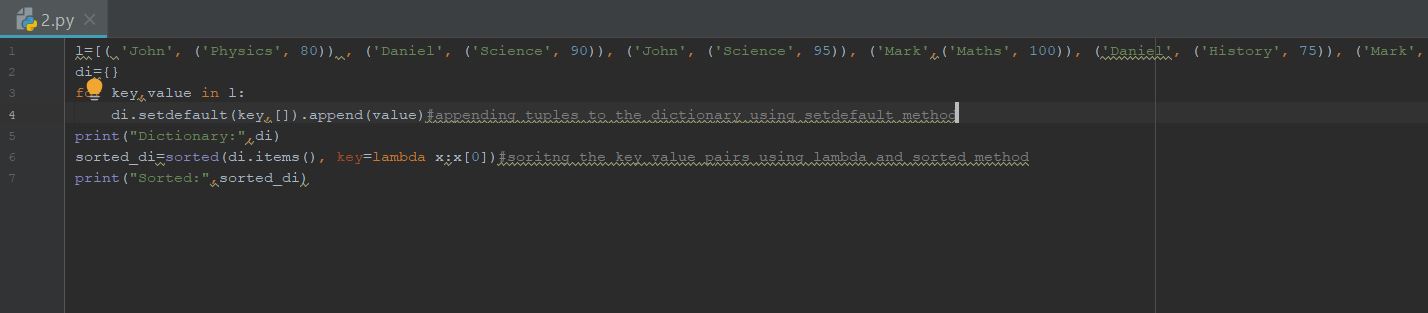 2.py
1 l=[( 'John', ('Physics', 80)) , ('Daniel', ('Science', 90)), ('John', ('Science', 95)), ('Mark',('Maths', 100)), ('Daniel', ('History', 75)), ('Mark',
2 di={}
3 for key,value in l:
4 di.setdefault(key,[]).append(value)#appending tuples to the dictionary using setdefault method
5 print("Dictionary:",di)
6 sorted_di=sorted(di.items(), key=lambda x:x[0])#soritng the key value pairs using lambda and sorted method
7 print("Sorted:",sorted_di)